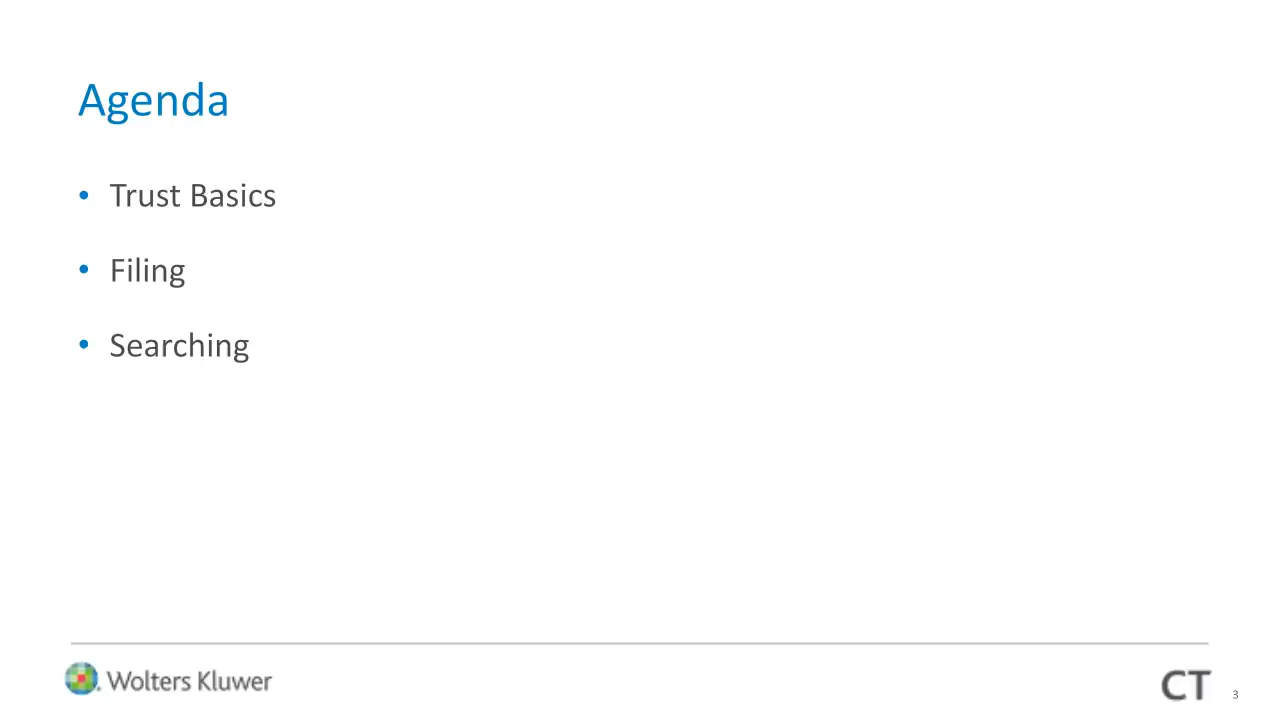 Agenda
• Trust Basics
• Filing
• Searching
Wolters Kluwer
CT
3